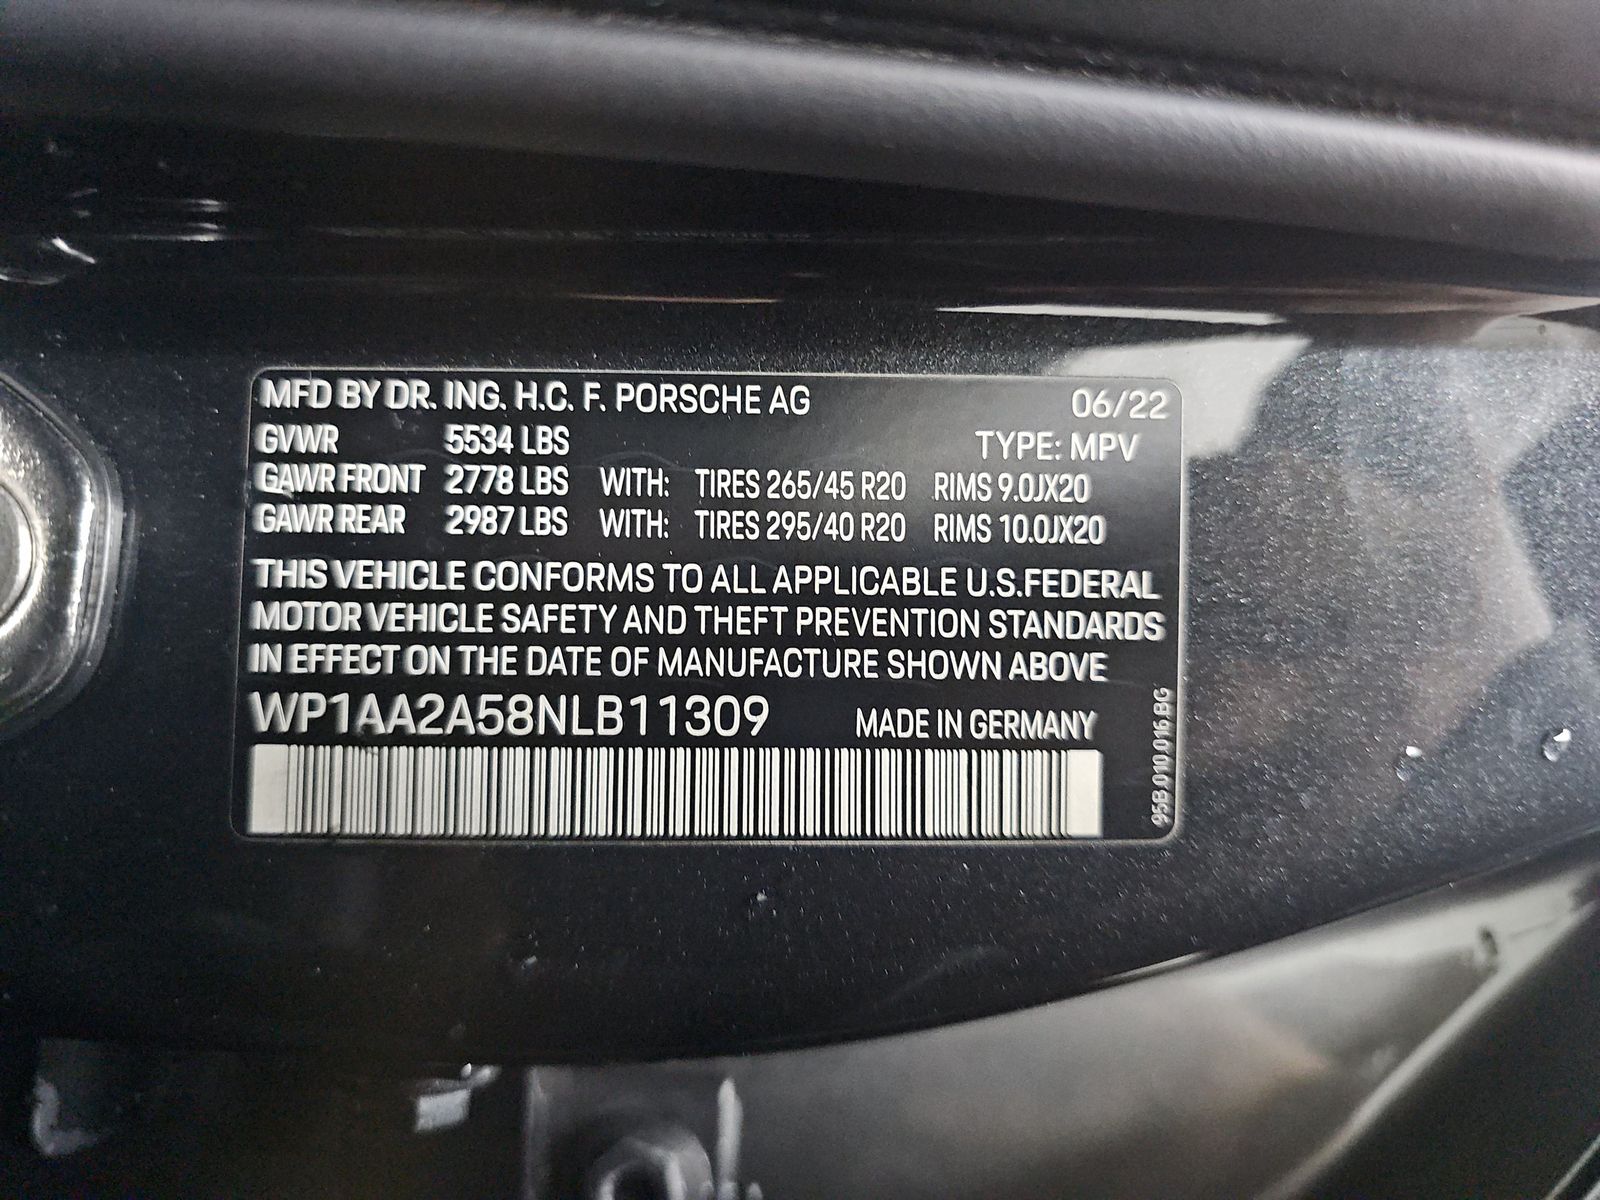 MFD BY DR. ING. H.C. F. PORSCHE AG 06/22
GVWR 5534 LBS TYPE: MPV
GAWR FRONT 2778 LBS WITH: TIRES 265/45 R20 RIMS 9.0JX20
GAWR REAR 2987 LBS WITH: TIRES 295/40 R20 RIMS 10.0JX20
THIS VEHICLE CONFORMS TO ALL APPLICABLE U.S.FEDERAL
MOTOR VEHICLE SAFETY AND THEFT PREVENTION STANDARDS
IN EFFECT ON THE DATE OF MANUFACTURE SHOWN ABOVE
WP1AA2A58NLB11309 MADE IN GERMANY
95B.010.016.BG